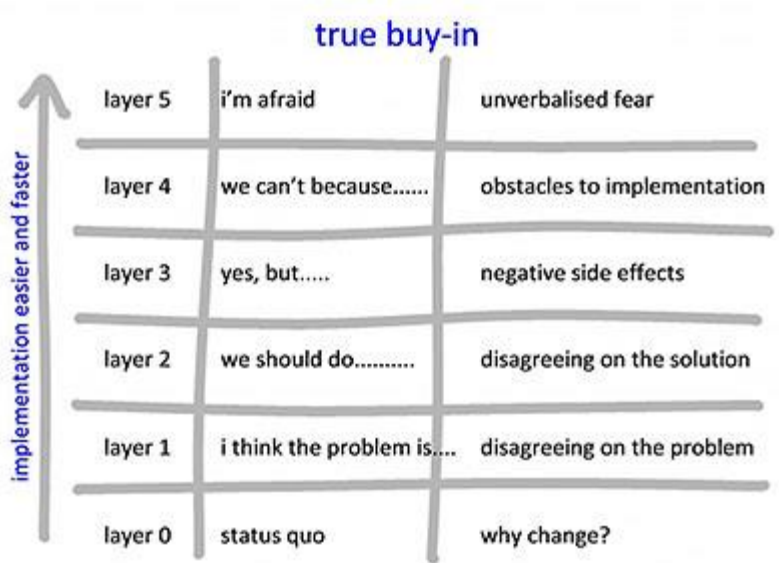 true buy-in
implementation easier and faster
layer 5 i'm afraid unverbalised fear
layer 4 we can't because...... obstacles to implementation
layer 3 yes, but..... negative side effects
layer 2 we should do.......... disagreeing on the solution
layer 1 i think the problem is.... disagreeing on the problem
layer 0 status quo why change?